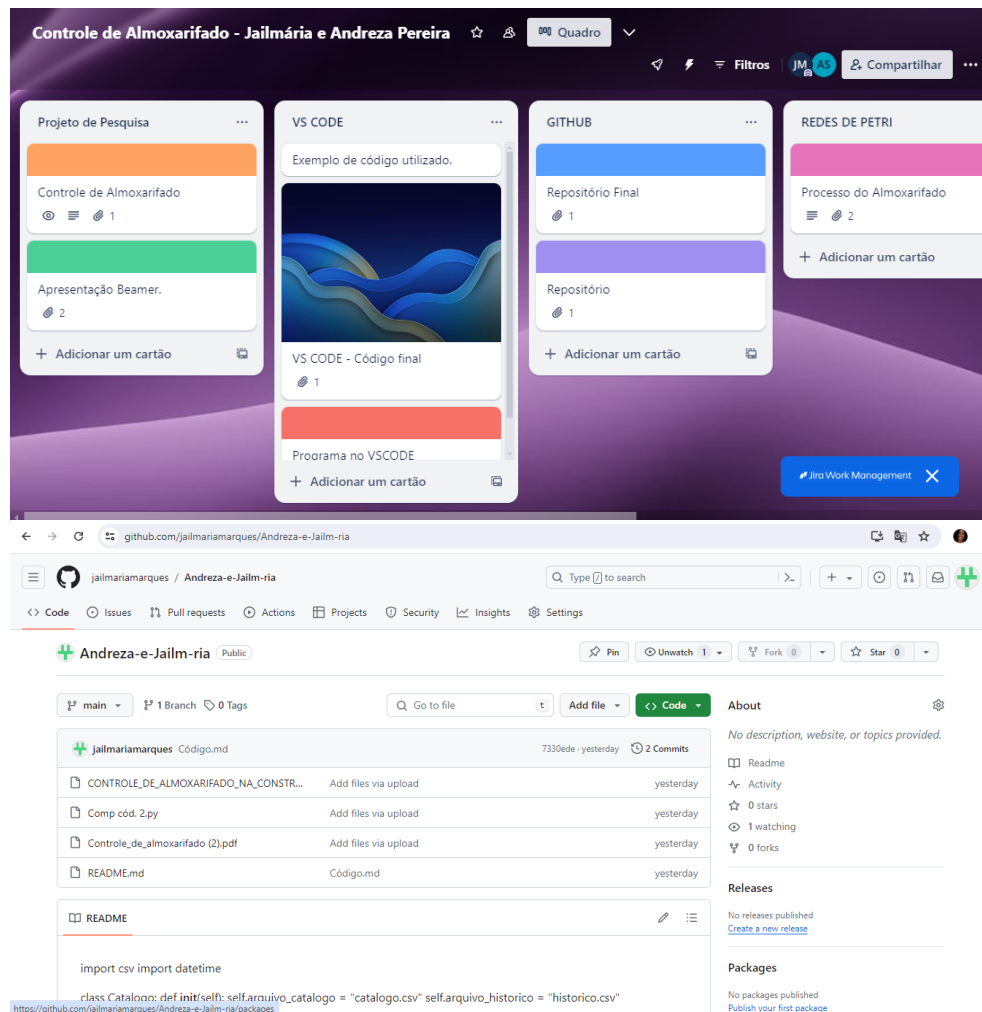 Controle de Almoxarifado - Jailmária e Andreza Pereira Quadro
Filtros JM AS Compartilhar
Projeto de Pesquisa
Controle de Almoxarifado
1
Apresentação Beamer.
2
+ Adicionar um cartão
VS CODE
Exemplo de código utilizado.
VS CODE - Código final
1
Programa no VSCODE
+ Adicionar um cartão
GITHUB
Repositório Final
1
Repositório
1
+ Adicionar um cartão
REDES DE PETRI
Processo do Almoxarifado
2
+ Adicionar um cartão
Jira Work Management
github.com/jailmariamarques/Andreza-e-Jailm-ria
jailmariamarques / Andreza-e-Jailm-ria Type / to search
Code Issues Pull requests Actions Projects Security Insights Settings
Andreza-e-Jailm-ria Public Pin Unwatch 1 Fork 0 Star 0
main 1 Branch 0 Tags Go to file t Add file Code
jailmariamarques Código.md 7330ede · yesterday 2 Commits
CONTROLE_DE_ALMOXARIFADO_NA_CONSTR... Add files via upload yesterday
Comp cód. 2.py Add files via upload yesterday
Controle_de_almoxarifado (2).pdf Add files via upload yesterday
README.md Código.md yesterday
README
import csv import datetime
class Catalogo: def init(self): self.arquivo_catalogo = "catalogo.csv" self.arquivo_historico = "historico.csv"
https://github.com/jailmariamarques/Andreza-e-Jailm-ria/packages
About
No description, website, or topics provided.
Readme
Activity
0 stars
1 watching
0 forks
Releases
No releases published
Create a new release
Packages
No packages published
Publish your first package